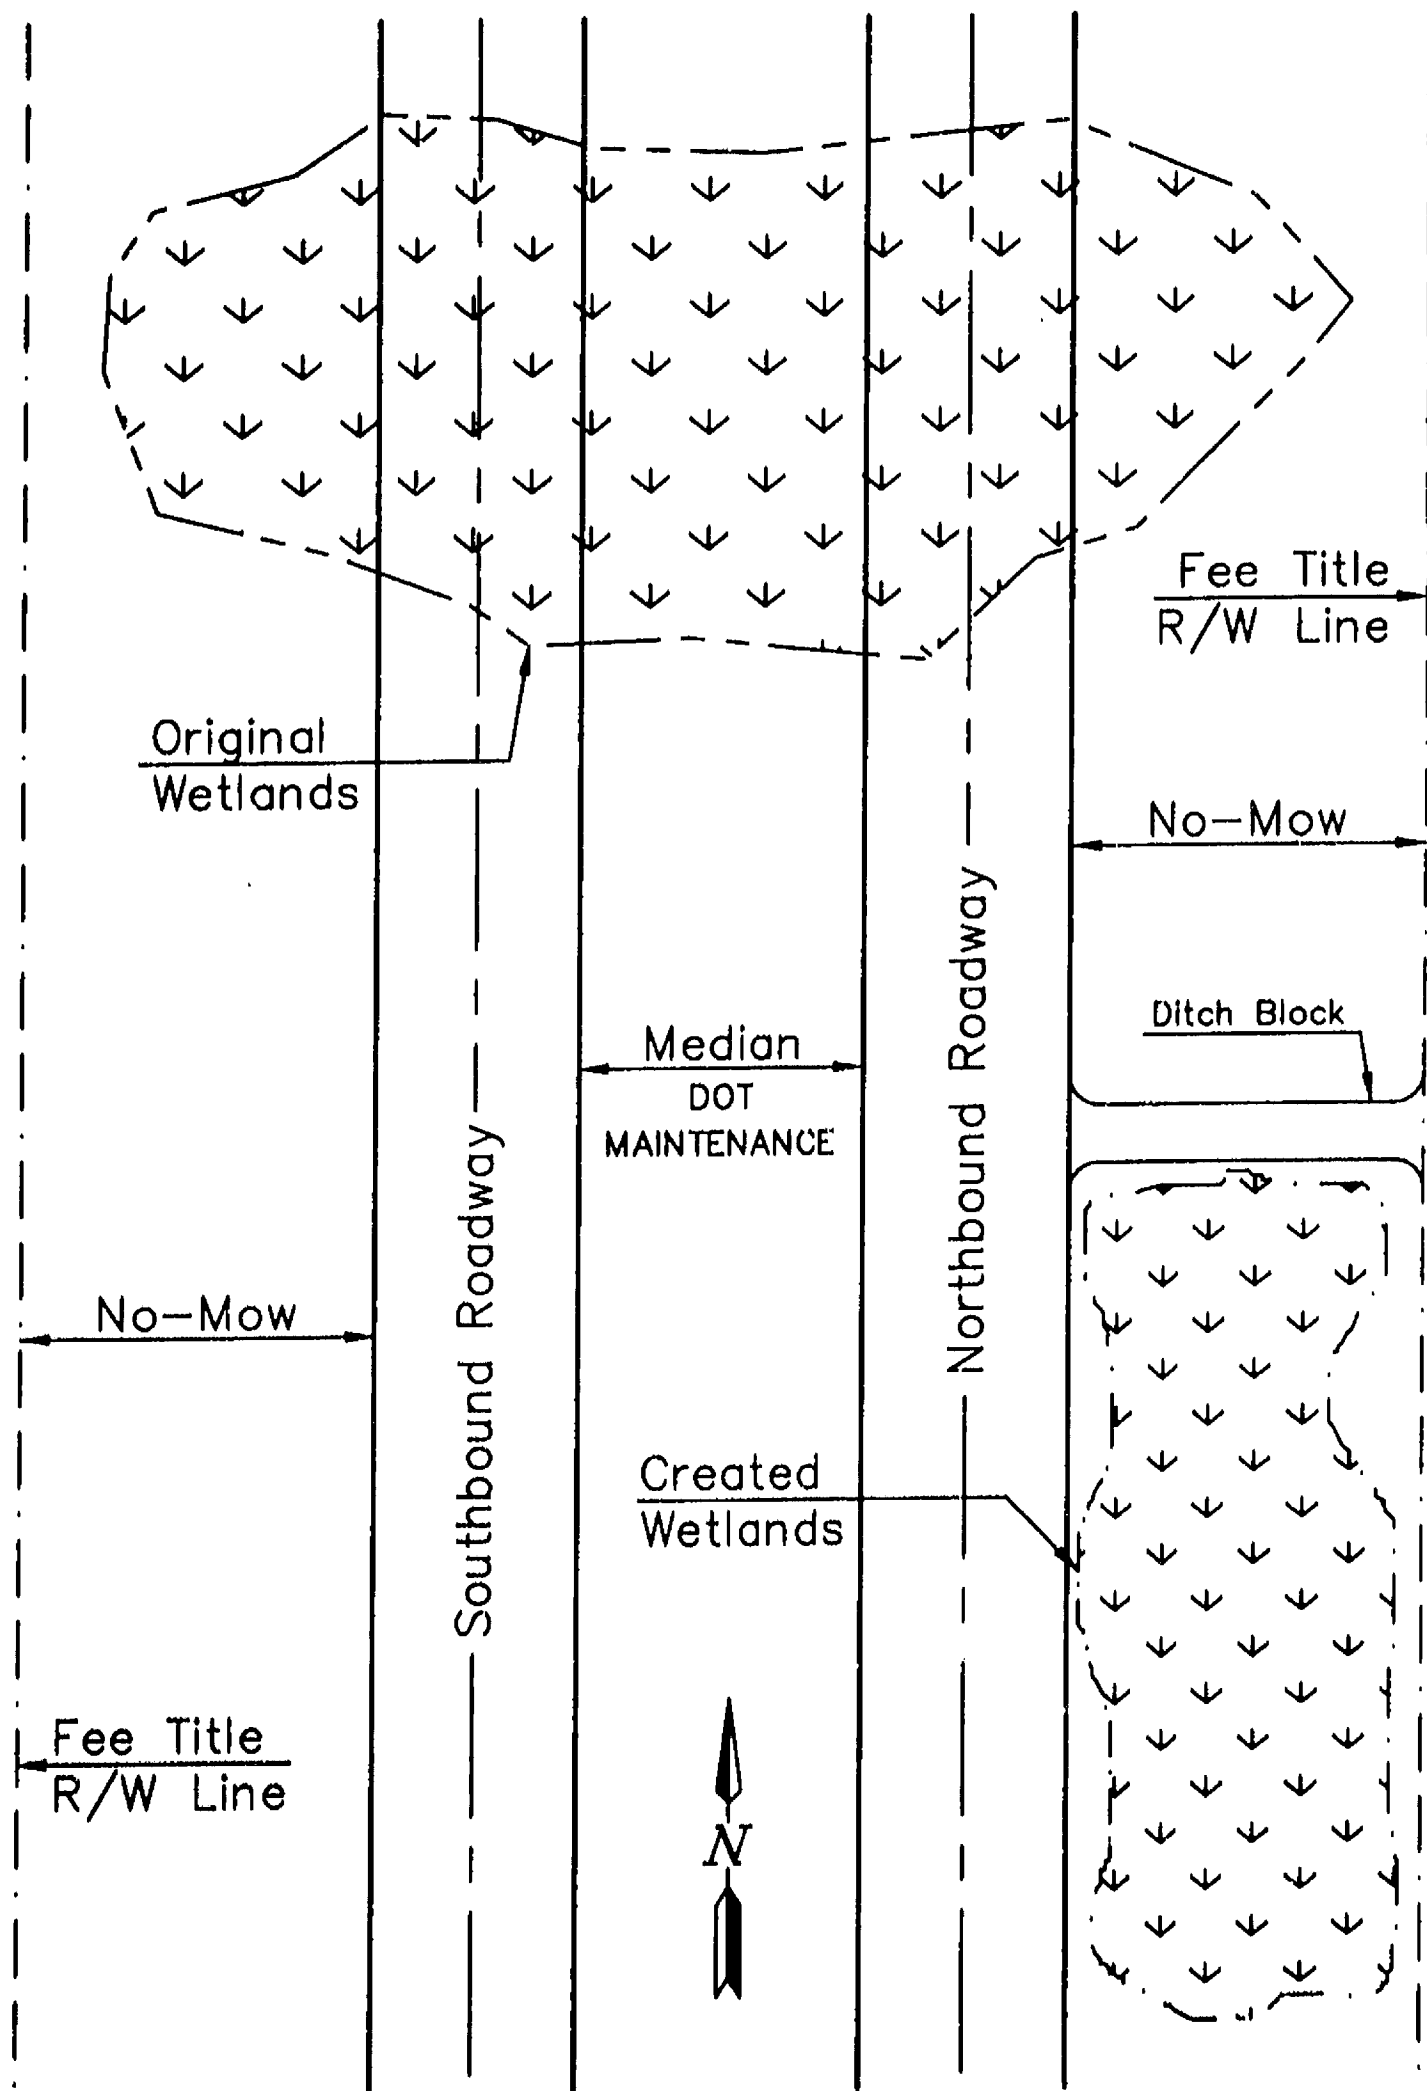 Fee Title
R/W Line
Original
Wetlands
No-Mow
Northbound Roadway
Ditch Block
Median
DOT
MAINTENANCE
Southbound Roadway
No-Mow
Created
Wetlands
Fee Title
R/W Line
N